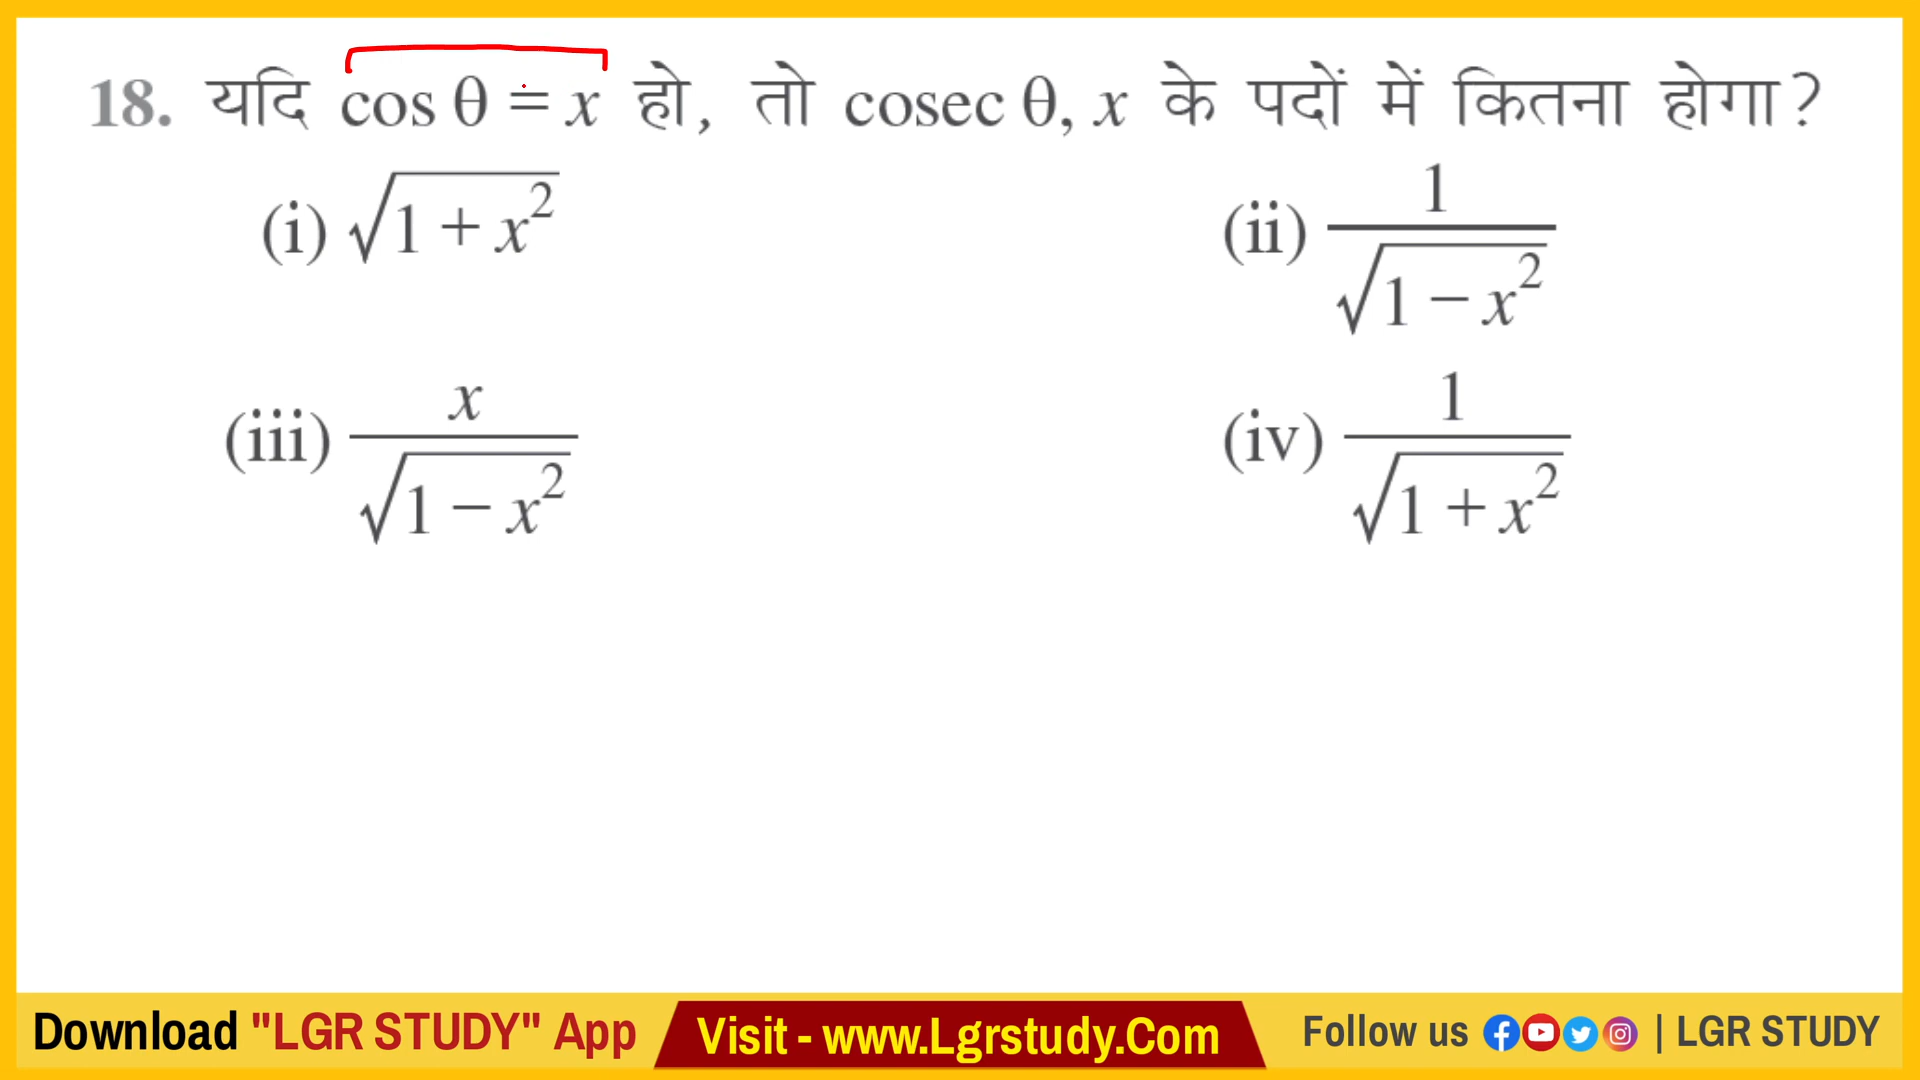 18. यदि cos θ = x हो, तो cosec θ, x के पदों में कितना होगा?
(i) √(1 + x²) (ii) 1/√(1 − x²)
(iii) x/√(1 − x²) (iv) 1/√(1 + x²)
Download "LGR STUDY" App Visit - www.Lgrstudy.Com Follow us | LGR STUDY